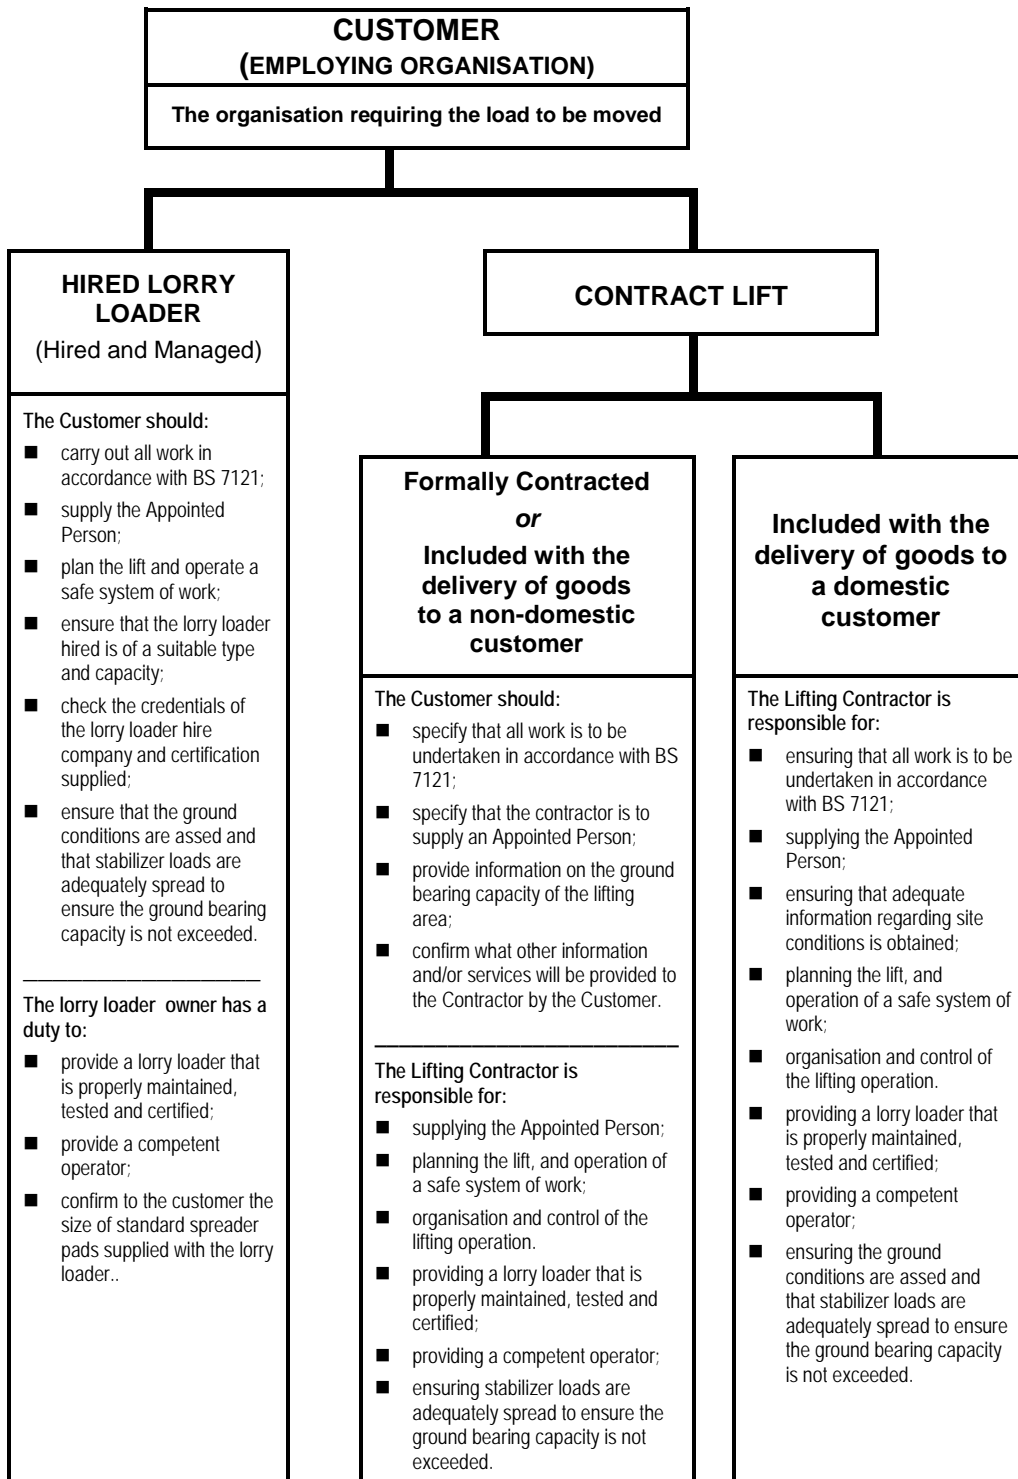 CUSTOMER
(EMPLOYING ORGANISATION)
The organisation requiring the load to be moved
HIRED LORRY
LOADER
(Hired and Managed)
The Customer should:
■ carry out all work in
accordance with BS 7121;
■ supply the Appointed
Person;
■ plan the lift and operate a
safe system of work;
■ ensure that the lorry loader
hired is of a suitable type
and capacity;
■ check the credentials of
the lorry loader hire
company and certification
supplied;
■ ensure that the ground
conditions are assed and
that stabilizer loads are
adequately spread to
ensure the ground bearing
capacity is not exceeded.
The lorry loader owner has a
duty to:
■ provide a lorry loader that
is properly maintained,
tested and certified;
■ provide a competent
operator;
■ confirm to the customer the
size of standard spreader
pads supplied with the lorry
loader..
CONTRACT LIFT
Formally Contracted
or
Included with the
delivery of goods
to a non-domestic
customer
The Customer should:
■ specify that all work is to be
undertaken in accordance with BS
7121;
■ specify that the contractor is to
supply an Appointed Person;
■ provide information on the ground
bearing capacity of the lifting
area;
■ confirm what other information
and/or services will be provided to
the Contractor by the Customer.
The Lifting Contractor is
responsible for:
■ supplying the Appointed Person;
■ planning the lift, and operation of
a safe system of work;
■ organisation and control of the
lifting operation.
■ providing a lorry loader that is
properly maintained, tested and
certified;
■ providing a competent operator;
■ ensuring stabilizer loads are
adequately spread to ensure the
ground bearing capacity is not
exceeded.
Included with the
delivery of goods to
a domestic
customer
The Lifting Contractor is
responsible for:
■ ensuring that all work is to be
undertaken in accordance
with BS 7121;
■ supplying the Appointed
Person;
■ ensuring that adequate
information regarding site
conditions is obtained;
■ planning the lift, and
operation of a safe system of
work;
■ organisation and control of
the lifting operation.
■ providing a lorry loader that
is properly maintained,
tested and certified;
■ providing a competent
operator;
■ ensuring the ground
conditions are assed and
that stabilizer loads are
adequately spread to ensure
the ground bearing capacity
is not exceeded.